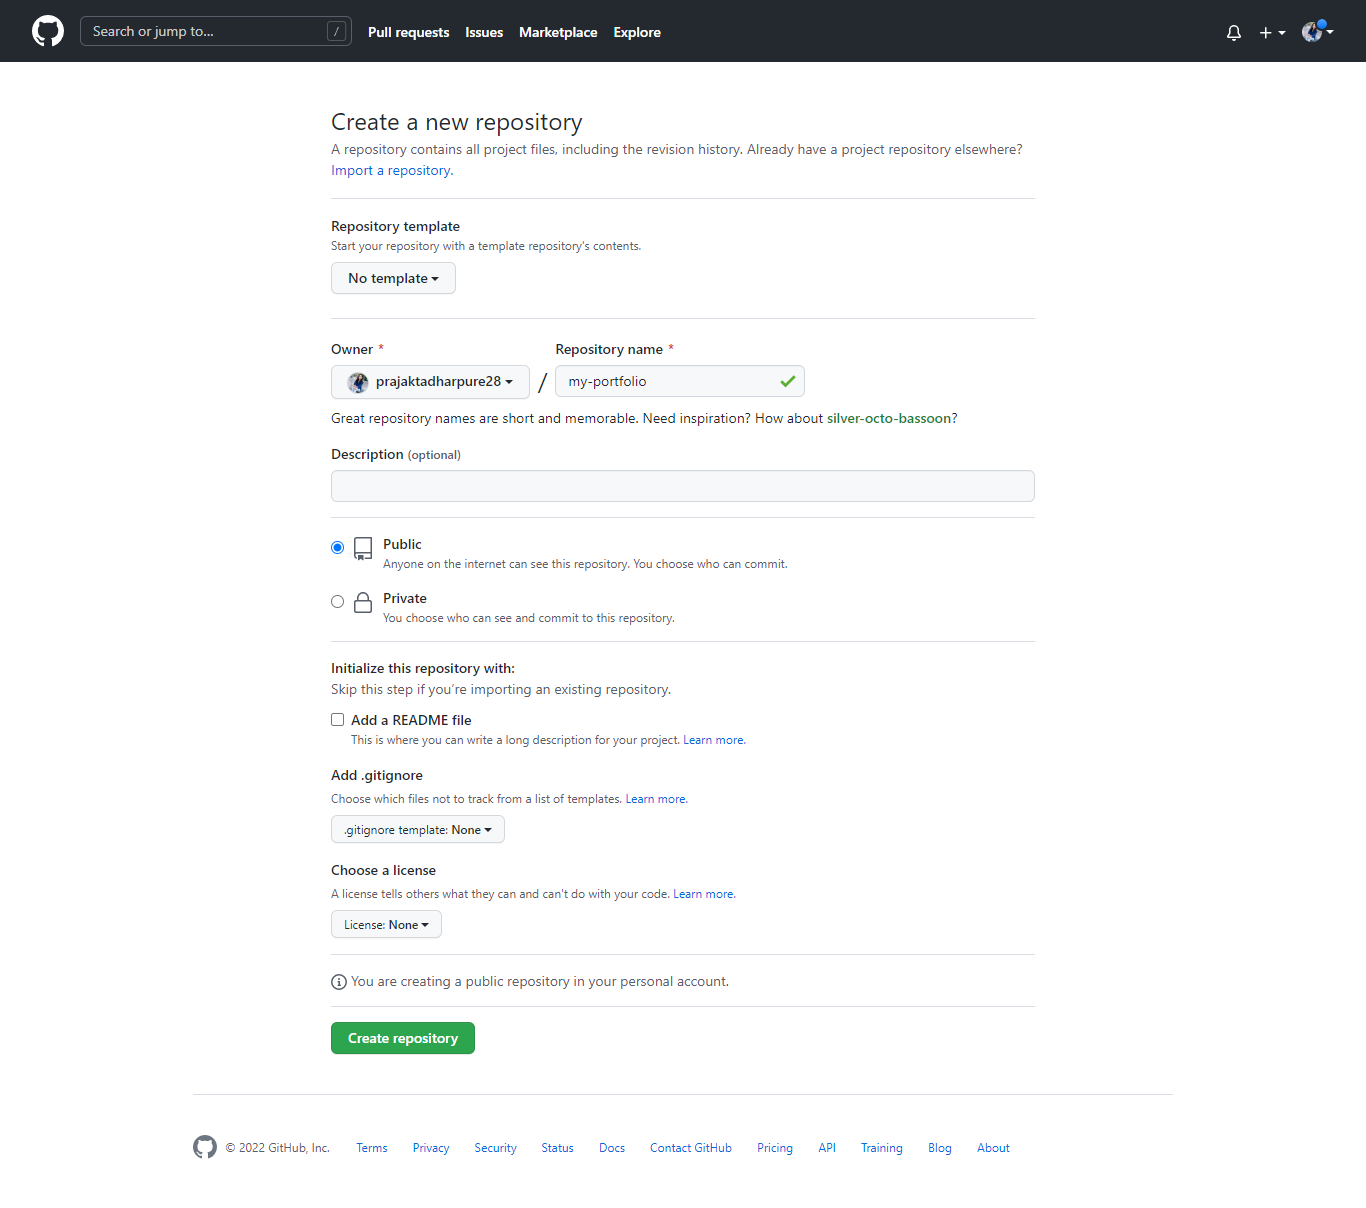 Search or jump to... /
Pull requests Issues Marketplace Explore
Create a new repository
A repository contains all project files, including the revision history. Already have a project repository elsewhere?
Import a repository.
Repository template
Start your repository with a template repository's contents.
No template
Owner * Repository name *
prajaktadharpure28 / my-portfolio
Great repository names are short and memorable. Need inspiration? How about silver-octo-bassoon?
Description (optional)
Public
Anyone on the internet can see this repository. You choose who can commit.
Private
You choose who can see and commit to this repository.
Initialize this repository with:
Skip this step if you're importing an existing repository.
Add a README file
This is where you can write a long description for your project. Learn more.
Add .gitignore
Choose which files not to track from a list of templates. Learn more.
.gitignore template: None
Choose a license
A license tells others what they can and can't do with your code. Learn more.
License: None
You are creating a public repository in your personal account.
Create repository
© 2022 GitHub, Inc. Terms Privacy Security Status Docs Contact GitHub Pricing API Training Blog About